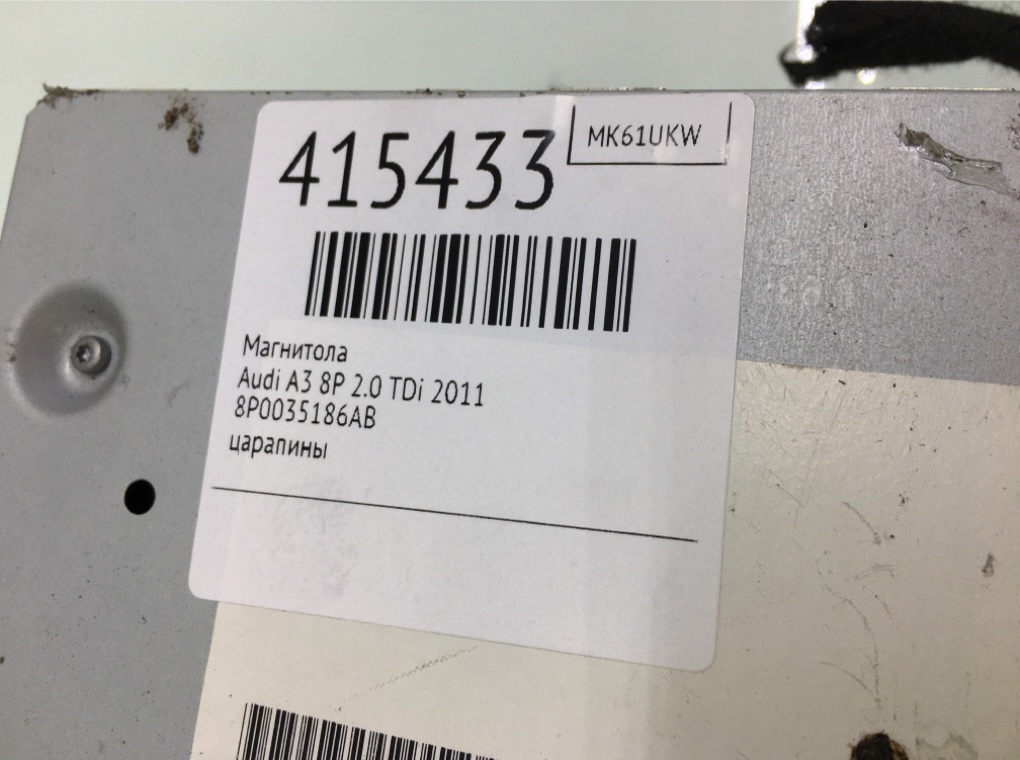 415433
MK61UKW
Магнитола
Audi A3 8P 2.0 TDi 2011
8P0035186AB
царапины